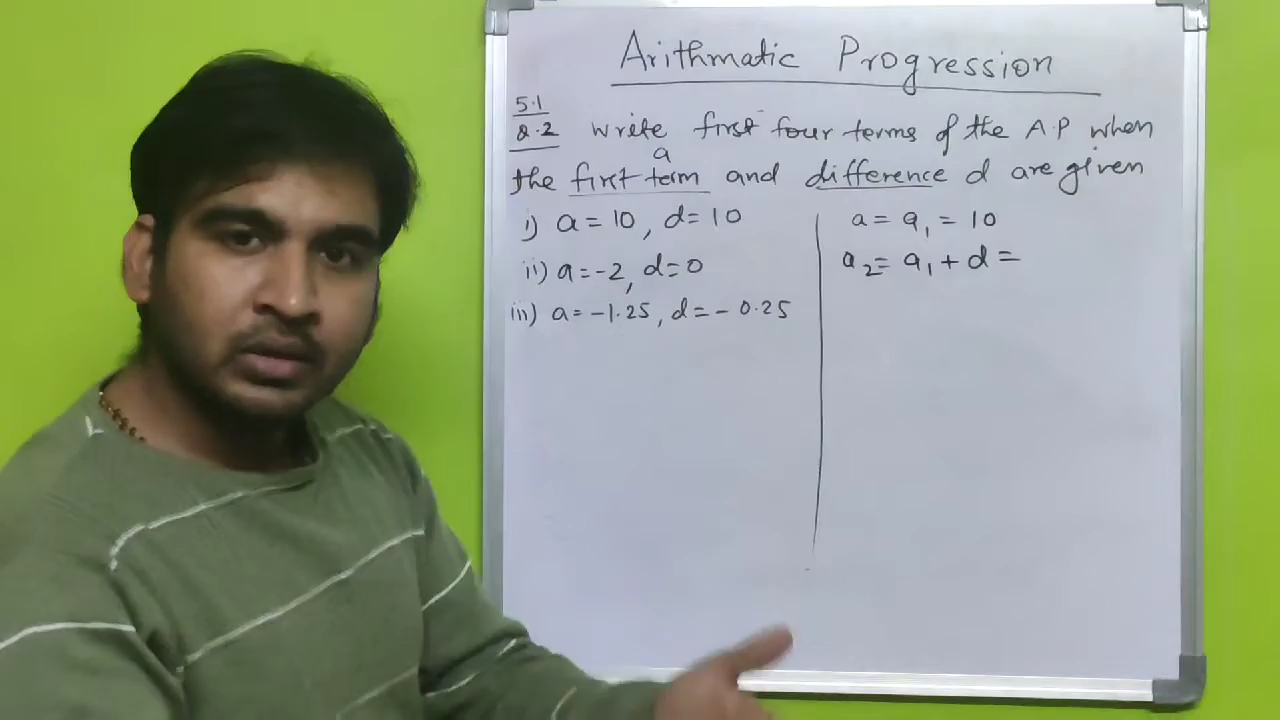 Arithmatic Progression
5.1
Q.2 write first four terms of the A.P when
a
the first term and difference d are given
i) a = 10, d = 10
ii) a = -2, d = 0
iii) a = -1.25, d = - 0.25
a = a₁ = 10
a₂ = a₁ + d =